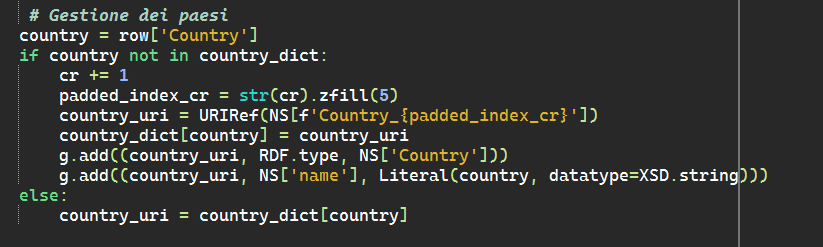 # Gestione dei paesi
country = row['Country']
if country not in country_dict:
    cr += 1
    padded_index_cr = str(cr).zfill(5)
    country_uri = URIRef(NS[f'Country_{padded_index_cr}'])
    country_dict[country] = country_uri
    g.add((country_uri, RDF.type, NS['Country']))
    g.add((country_uri, NS['name'], Literal(country, datatype=XSD.string)))
else:
    country_uri = country_dict[country]